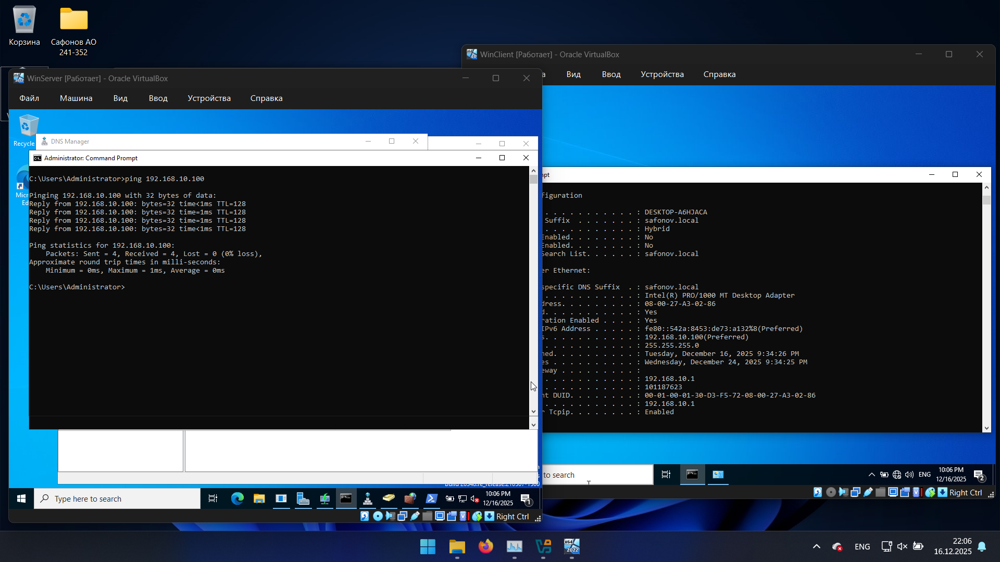 Корзина
Сафонов АО
241-352
WinClient [Работает] - Oracle VirtualBox
Вид
Ввод
Устройства
Справка
WinServer [Работает] - Oracle VirtualBox
Файл
Машина
Вид
Ввод
Устройства
Справка
Recycle
DNS Manager
Administrator: Command Prompt
C:\Users\Administrator>ping 192.168.10.100
Pinging 192.168.10.100 with 32 bytes of data:
Reply from 192.168.10.100: bytes=32 time<1ms TTL=128
Reply from 192.168.10.100: bytes=32 time=1ms TTL=128
Reply from 192.168.10.100: bytes=32 time=1ms TTL=128
Reply from 192.168.10.100: bytes=32 time<1ms TTL=128
Ping statistics for 192.168.10.100:
Packets: Sent = 4, Received = 4, Lost = 0 (0% loss),
Approximate round trip times in milli-seconds:
Minimum = 0ms, Maximum = 1ms, Average = 0ms
C:\Users\Administrator>
mpt
figuration
. . . . . . . . . . . . : DESKTOP-A6HJACA
Suffix . . . . . . . : safonov.local
. . . . . . . . . . . . : Hybrid
Enabled. . . . . . . . : No
Enabled. . . . . . . . : No
Search List. . . . . . : safonov.local
er Ethernet:
specific DNS Suffix . : safonov.local
. . . . . . . . . . . . : Intel(R) PRO/1000 MT Desktop Adapter
dress. . . . . . . . . : 08-00-27-A3-02-86
d. . . . . . . . . . . : Yes
ration Enabled . . . . : Yes
IPv6 Address . . . . . : fe80::542a:8453:de73:a132%8(Preferred)
s. . . . . . . . . . . : 192.168.10.100(Preferred)
. . . . . . . . . . . . : 255.255.255.0
ned. . . . . . . . . . : Tuesday, December 16, 2025 9:34:26 PM
es . . . . . . . . . . : Wednesday, December 24, 2025 9:34:25 PM
eway . . . . . . . . . :
. . . . . . . . . . . . : 192.168.10.1
. . . . . . . . . . . . : 101187623
nt DUID. . . . . . . . : 00-01-00-01-30-D3-F5-72-08-00-27-A3-02-86
. . . . . . . . . . . . : 192.168.10.1
r Tcpip. . . . . . . . : Enabled
to search
ENG
10:06 PM
12/16/2025
2
Right Ctrl
Type here to search
10:06 PM
12/16/2025
1
Right Ctrl
ENG
22:06
16.12.2025